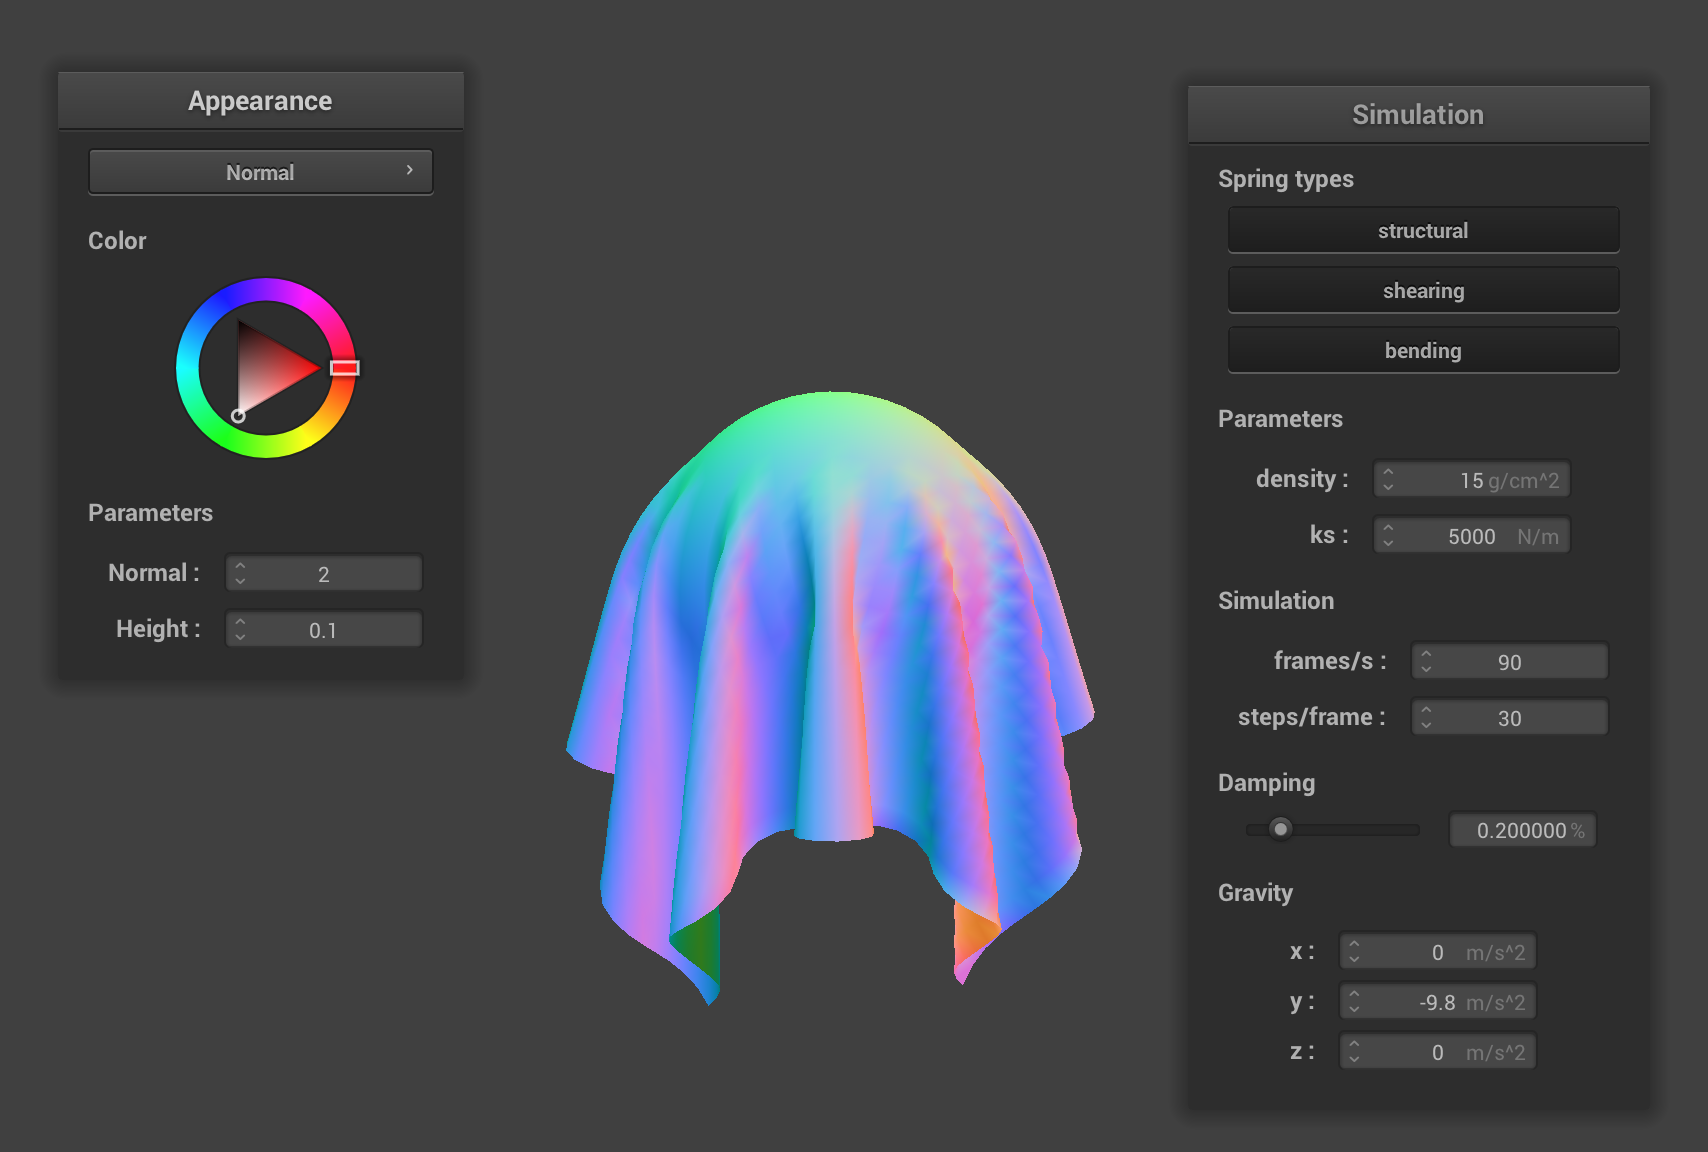 Appearance
Normal
Color
Parameters
Normal : 2
Height : 0.1
Simulation
Spring types
structural
shearing
bending
Parameters
density : 15 g/cm^2
ks : 5000 N/m
Simulation
frames/s : 90
steps/frame : 30
Damping
0.200000 %
Gravity
x : 0 m/s^2
y : -9.8 m/s^2
z : 0 m/s^2